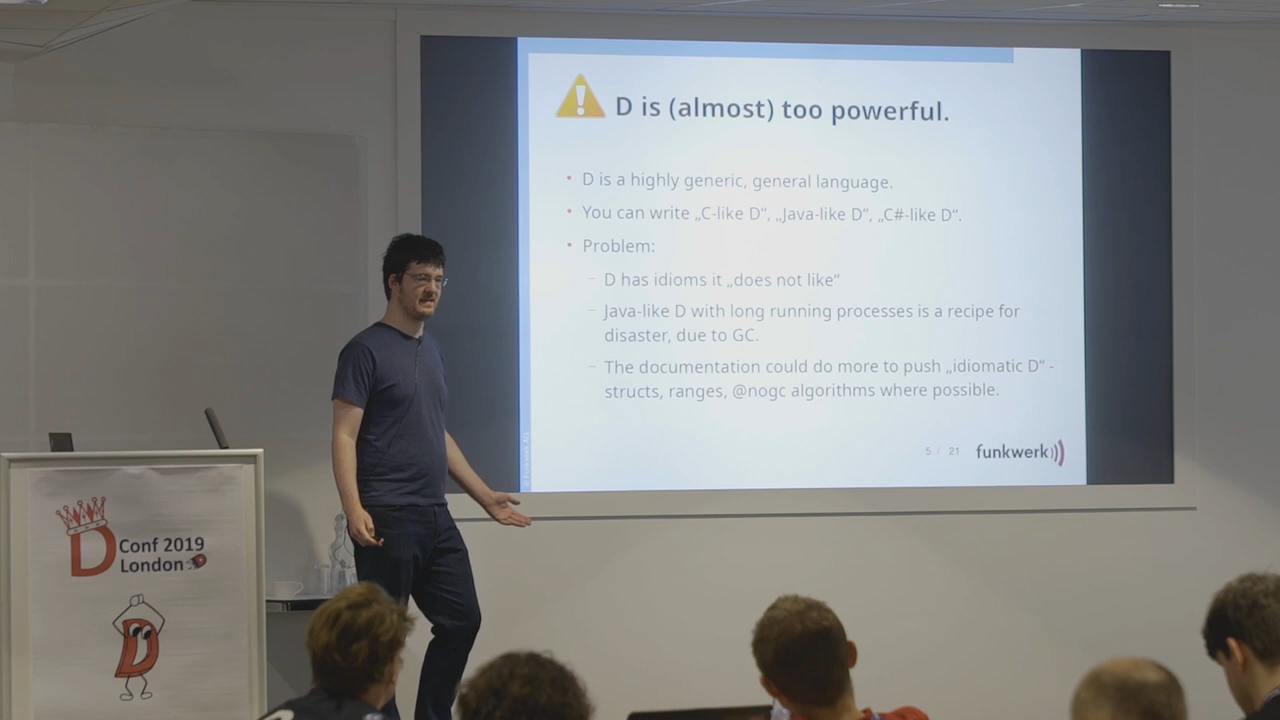 D is (almost) too powerful.
• D is a highly generic, general language.
• You can write „C-like D“, „Java-like D“, „C#-like D“.
• Problem:
– D has idioms it „does not like“
– Java-like D with long running processes is a recipe for
disaster, due to GC.
– The documentation could do more to push „idiomatic D“ -
structs, ranges, @nogc algorithms where possible.
5 / 21
funkwerk
D Conf 2019
London
D